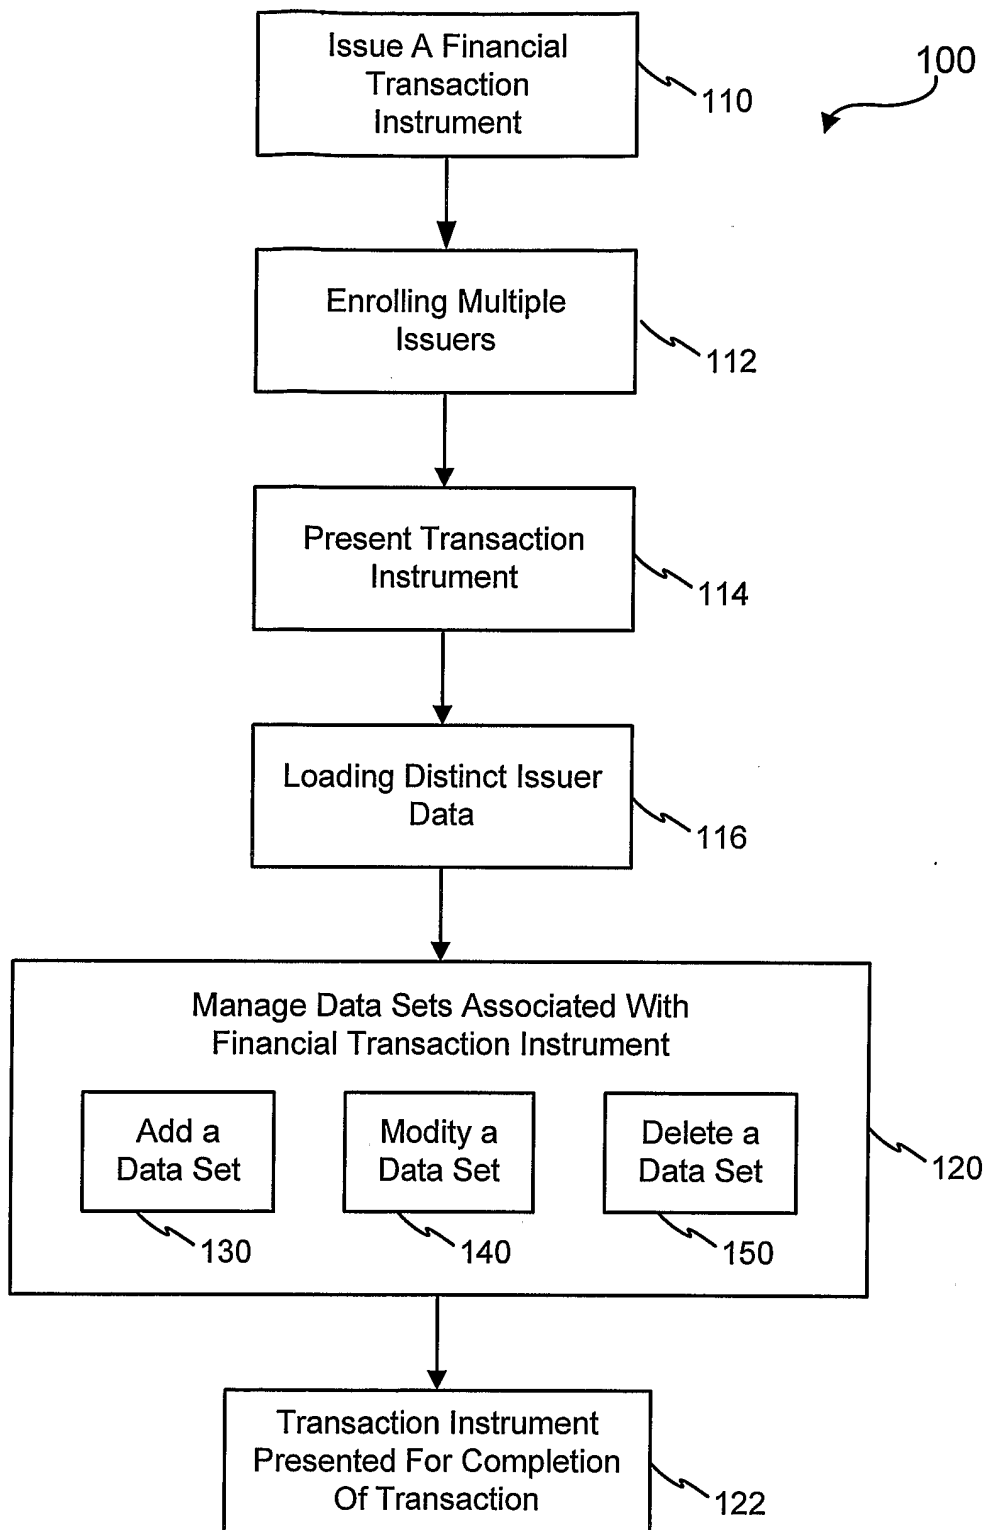 Issue A Financial
Transaction
Instrument
110
100
Enrolling Multiple
Issuers
112
Present Transaction
Instrument
114
Loading Distinct Issuer
Data
116
Manage Data Sets Associated With
Financial Transaction Instrument
Add a
Data Set
130
Modity a
Data Set
140
Delete a
Data Set
150
120
Transaction Instrument
Presented For Completion
Of Transaction
122